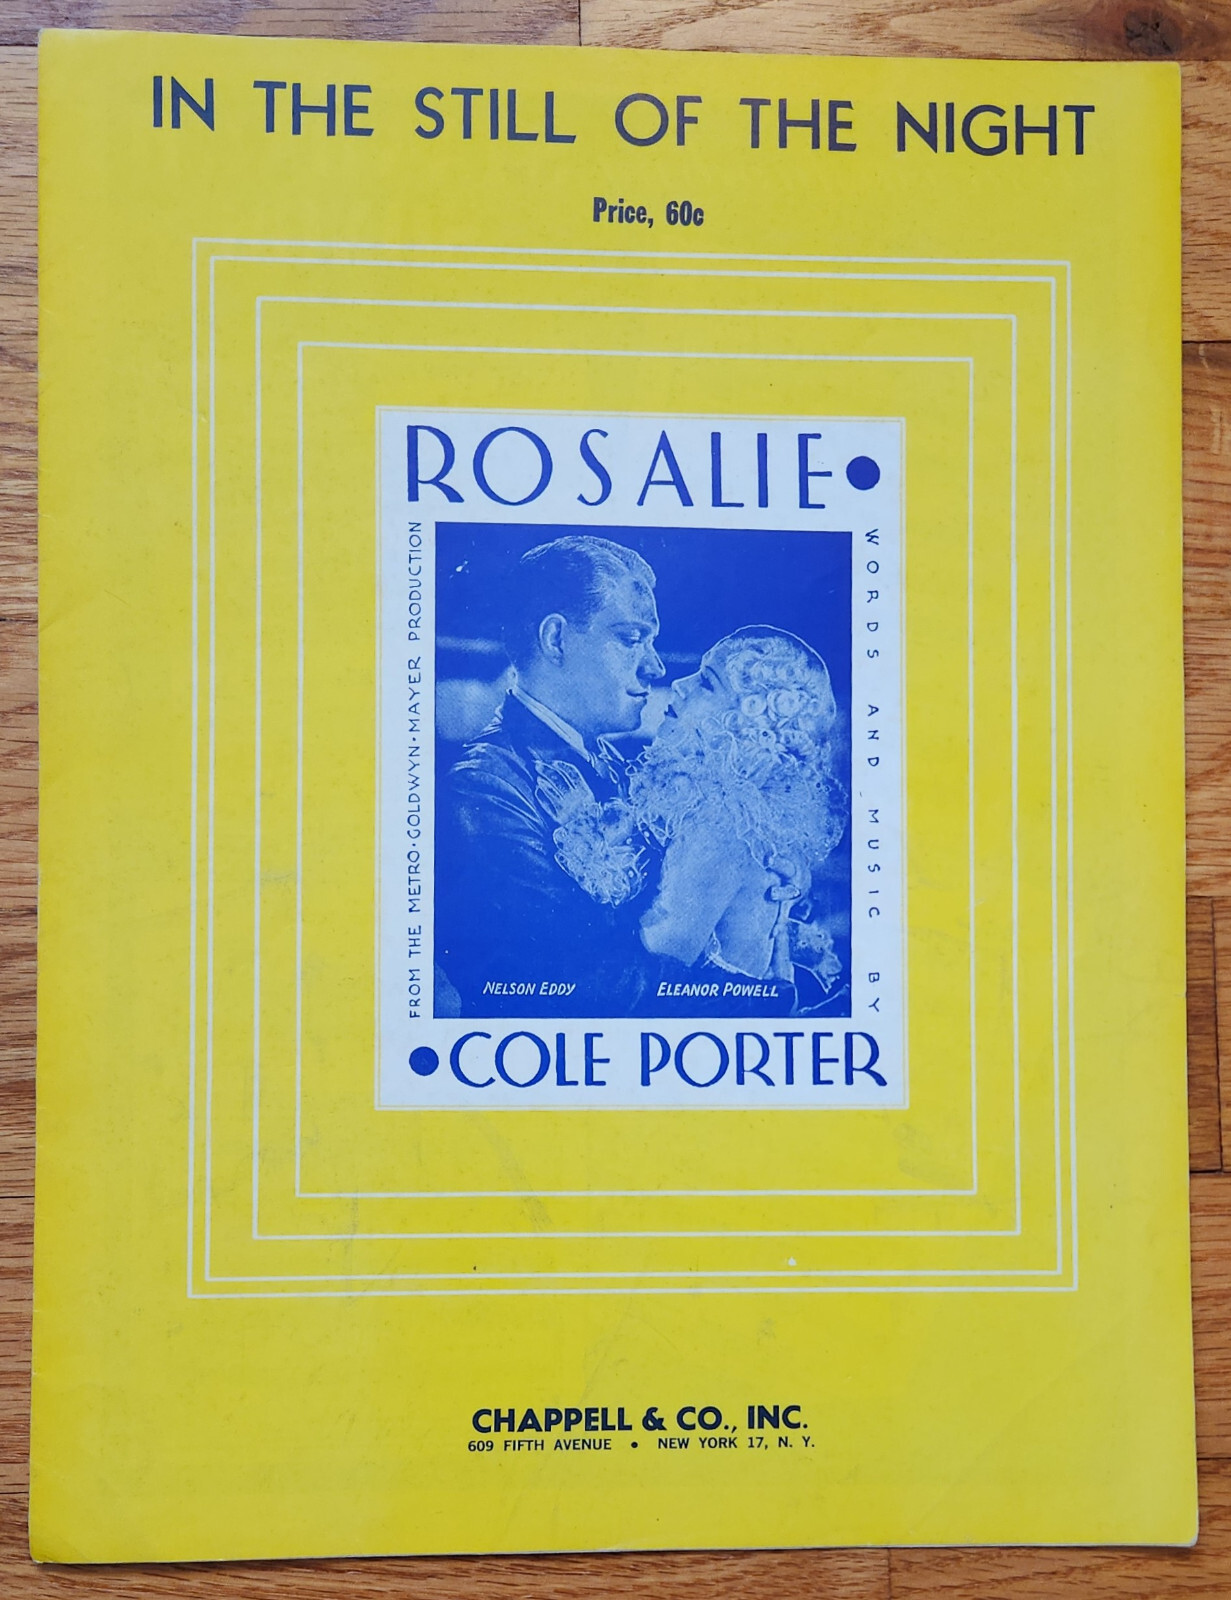 IN THE STILL OF THE NIGHT
Price, 60c
ROSALIE
FROM THE METRO·GOLDWYN·MAYER PRODUCTION
WORDS AND MUSIC BY
NELSON EDDY
ELEANOR POWELL
•COLE PORTER
CHAPPELL & CO., INC.
609 FIFTH AVENUE • NEW YORK 17, N. Y.